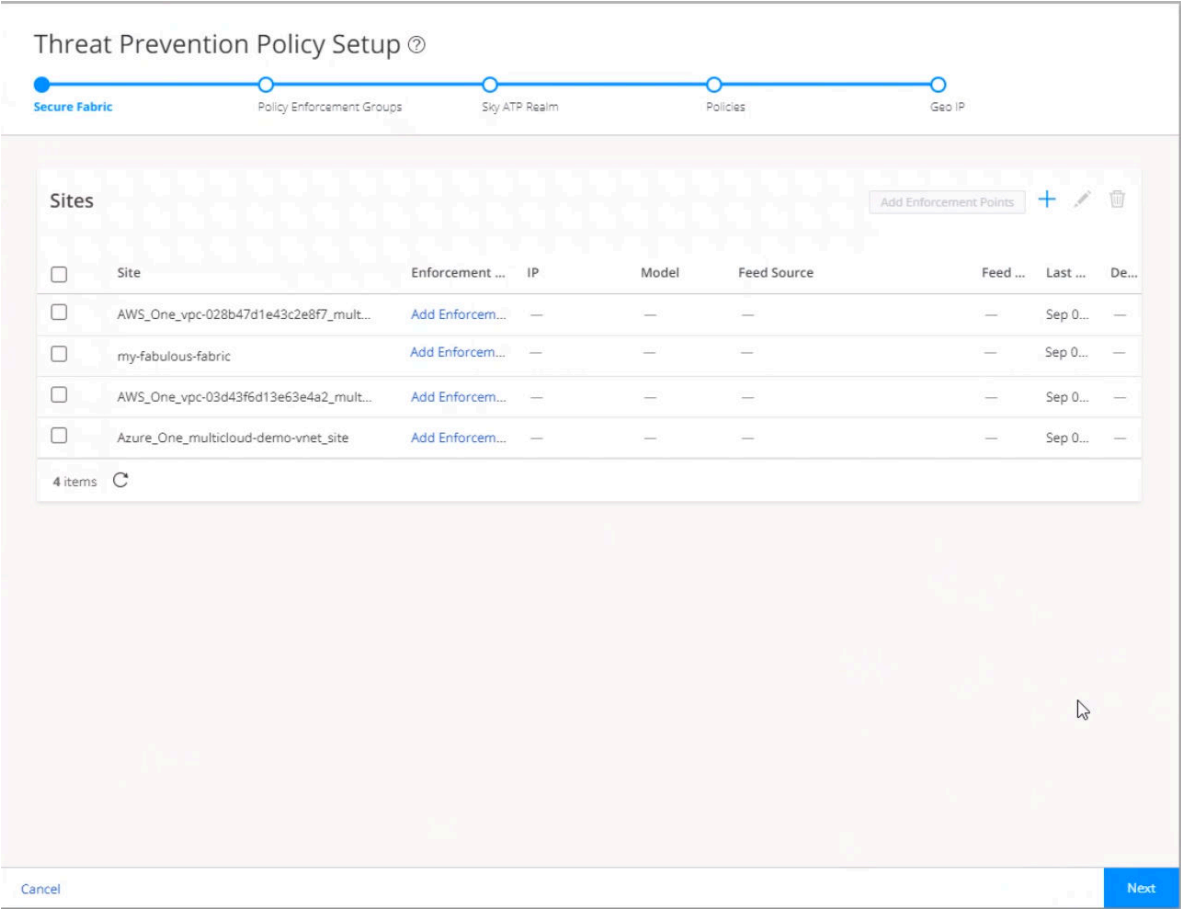 Threat Prevention Policy Setup ?
Secure Fabric Policy Enforcement Groups Sky ATP Realm Policies Geo IP
Sites Add Enforcement Points
Site Enforcement ... IP Model Feed Source Feed ... Last ... De...
AWS_One_vpc-028b47d1e43c2e8f7_mult... Add Enforcem... — — — — Sep 0... —
my-fabulous-fabric Add Enforcem... — — — — Sep 0... —
AWS_One_vpc-03d43f6d13e63e4a2_mult... Add Enforcem... — — — — Sep 0... —
Azure_One_multicloud-demo-vnet_site Add Enforcem... — — — — Sep 0... —
4 items
Cancel Next